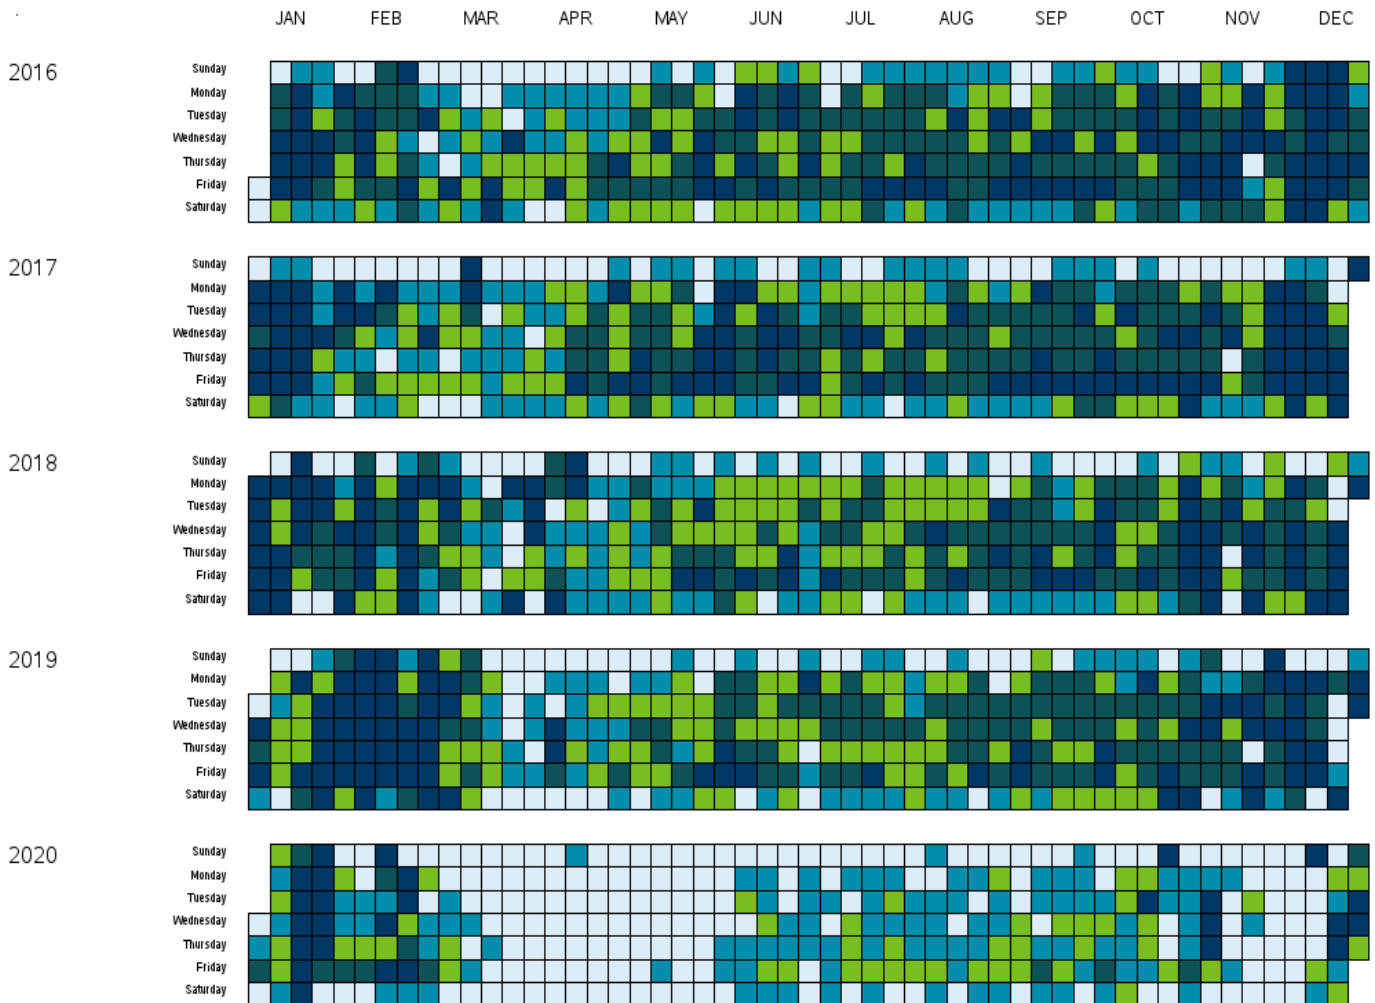 JAN FEB MAR APR MAY JUN JUL AUG SEP OCT NOV DEC
2016
Sunday
Monday
Tuesday
Wednesday
Thursday
Friday
Saturday
2017
Sunday
Monday
Tuesday
Wednesday
Thursday
Friday
Saturday
2018
Sunday
Monday
Tuesday
Wednesday
Thursday
Friday
Saturday
2019
Sunday
Monday
Tuesday
Wednesday
Thursday
Friday
Saturday
2020
Sunday
Monday
Tuesday
Wednesday
Thursday
Friday
Saturday